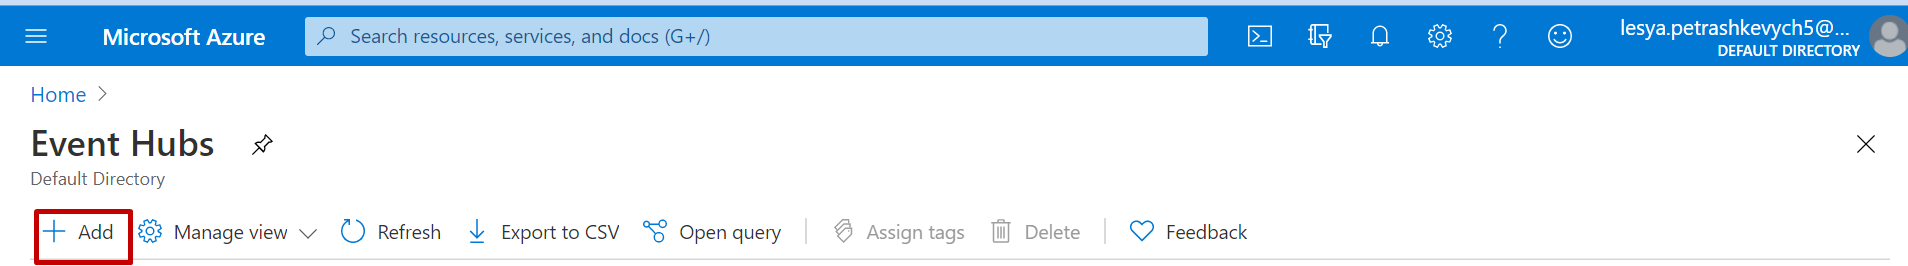 Microsoft Azure
Search resources, services, and docs (G+/)
lesya.petrashkevych5@...
DEFAULT DIRECTORY
Home
Event Hubs
Default Directory
Add Manage view Refresh Export to CSV Open query Assign tags Delete Feedback